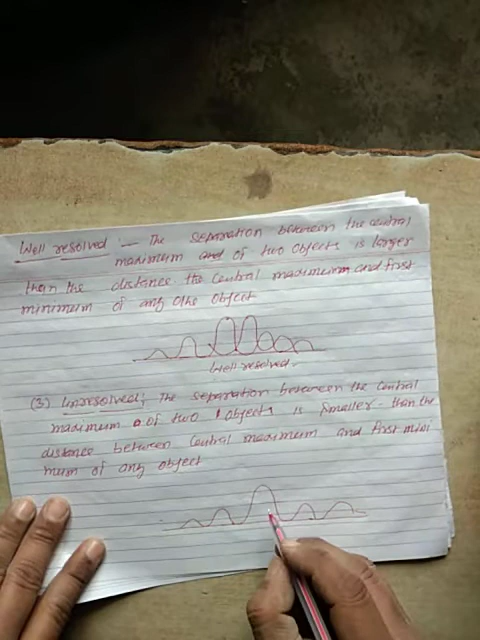 Well resolved :- The separation between the central
maximum and of two objects is larger
than the distance the central maximum and first
minimum of any one object
Well resolved.
(3) Unresolved; The separation between the central
maximum of two objects is smaller than the
distance between central maximum and first mini
mum of any object